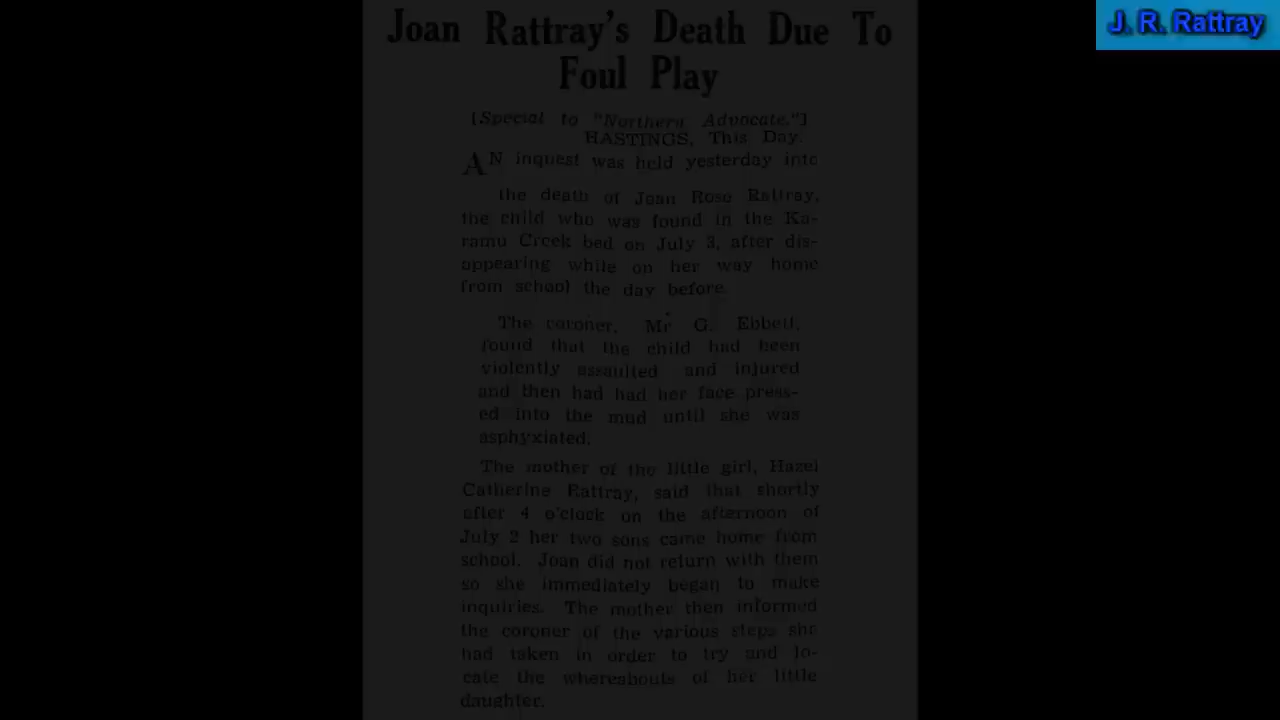 Joan Rattray's Death Due To
Foul Play
[Special to "Northern Advocate."]
HASTINGS, This Day.
AN inquest was held yesterday into
the death of Joan Rose Rattray,
the child who was found in the Ka-
ramu Creek bed on July 3, after dis-
appearing while on her way home
from school the day before.
The coroner, Mr G. Ebbett,
found that the child had been
violently assaulted and injured
and then had had her face press-
ed into the mud until she was
asphyxiated.
The mother of the little girl, Hazel
Catherine Rattray, said that shortly
after 4 o'clock on the afternoon of
July 2 her two sons came home from
school. Joan did not return with them
so she immediately began to make
inquiries. The mother then informed
the coroner of the various steps she
had taken in order to try and lo-
cate the whereabouts of her little
daughter.
J. R. Rattray